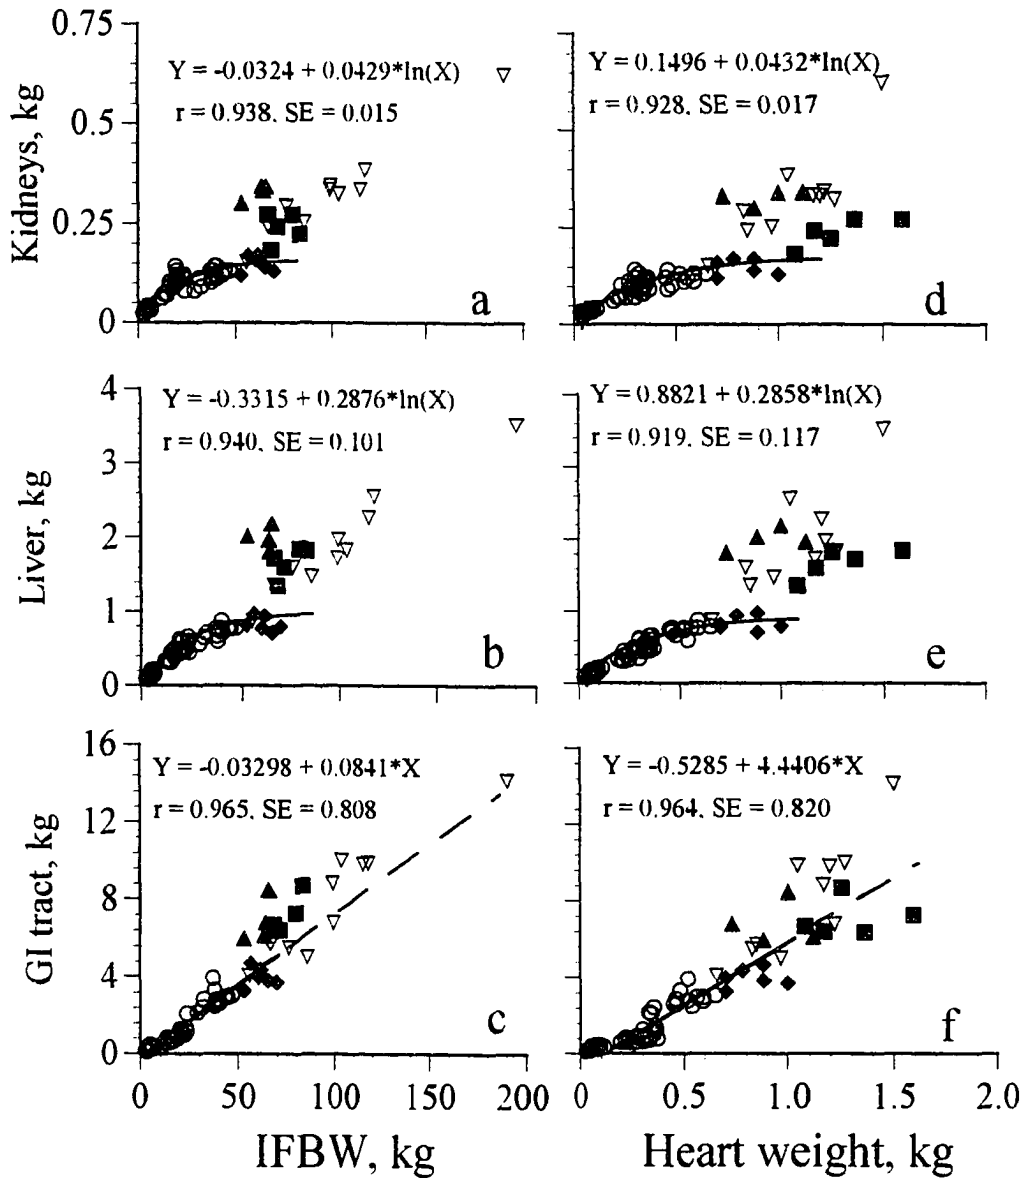 0.75
Y = -0.0324 + 0.0429*ln(X)
r = 0.938, SE = 0.015
0.5
0.25
0
Kidneys, kg
a
Y = 0.1496 + 0.0432*ln(X)
r = 0.928, SE = 0.017
d
4
Y = -0.3315 + 0.2876*ln(X)
r = 0.940, SE = 0.101
3
2
1
0
Liver, kg
b
Y = 0.8821 + 0.2858*ln(X)
r = 0.919, SE = 0.117
e
16
Y = -0.03298 + 0.0841*X
r = 0.965, SE = 0.808
12
8
4
0
GI tract, kg
c
Y = -0.5285 + 4.4406*X
r = 0.964, SE = 0.820
f
0 50 100 150 200
IFBW, kg
0 0.5 1.0 1.5 2.0
Heart weight, kg